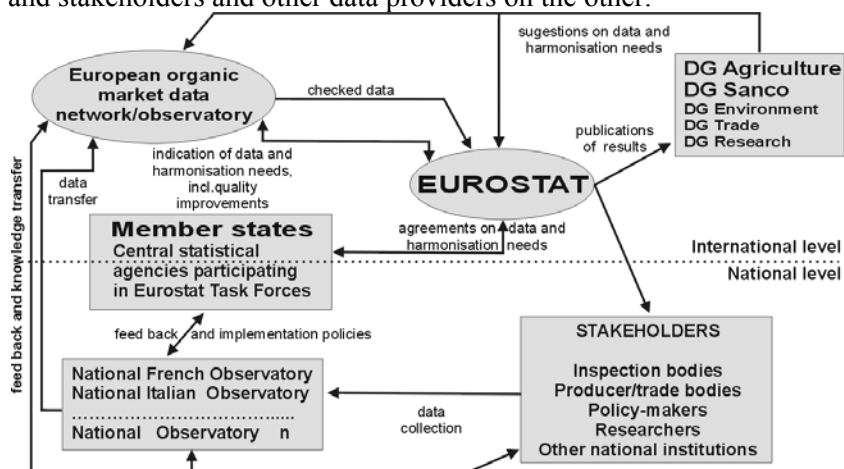 and stakeholders and other data providers on the other.
sugestions on data and
harmonisation needs
European organic
market data
network/observatory
checked data
DG Agriculture
DG Sanco
DG Environment
DG Trade
DG Research
publications
of results
indication of data and
harmonisation needs,
incl.quality
improvements
data
transfer
EUROSTAT
feed back and knowledge transfer
Member states
Central statistical
agencies participating
in Eurostat Task Forces
agreements on data and
harmonisation needs
International level
National level
feed back and implementation policies
STAKEHOLDERS
Inspection bodies
Producer/trade bodies
Policy-makers
Researchers
Other national institutions
National French Observatory
National Italian Observatory
.......................................
National Observatory n
data
collection